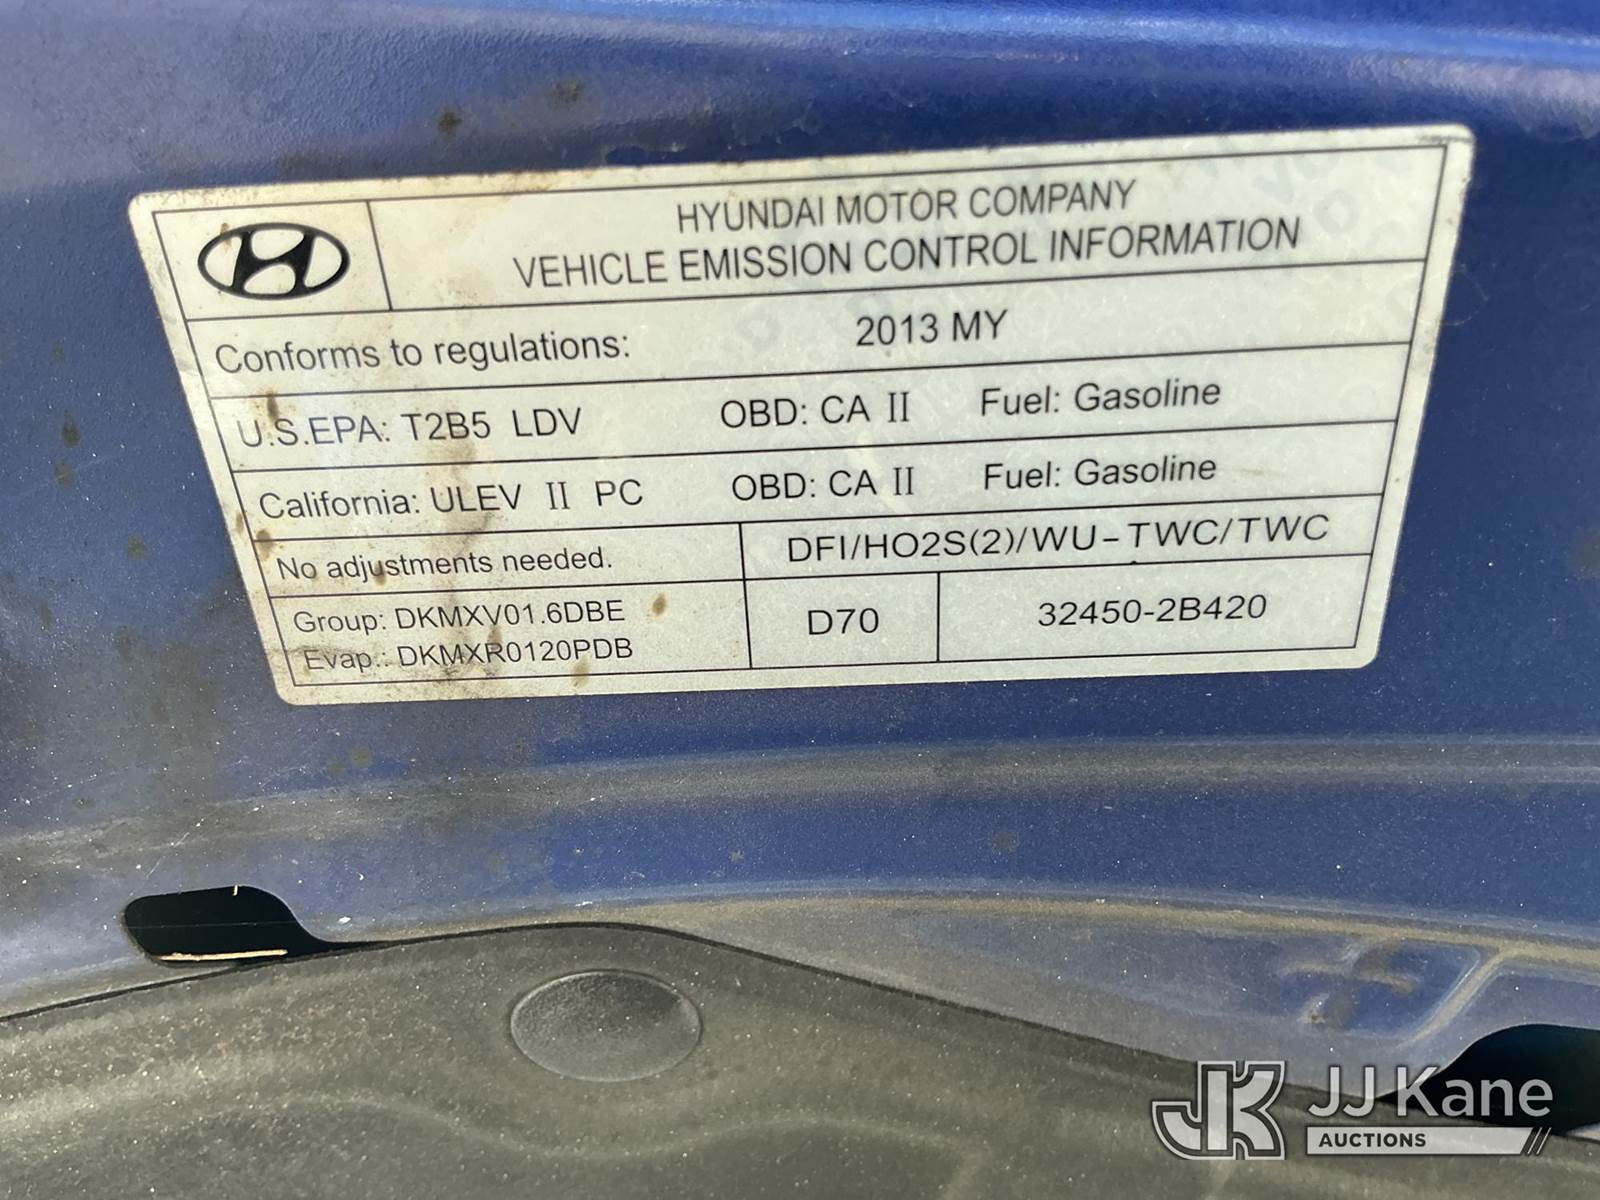 HYUNDAI MOTOR COMPANY
VEHICLE EMISSION CONTROL INFORMATION
Conforms to regulations: 2013 MY
U.S.EPA: T2B5 LDV OBD: CA II Fuel: Gasoline
California: ULEV II PC OBD: CA II Fuel: Gasoline
No adjustments needed. DFI/HO2S(2)/WU-TWC/TWC
Group: DKMXV01.6DBE
Evap.: DKMXR0120PDB
D70 32450-2B420
JK JJ Kane
AUCTIONS